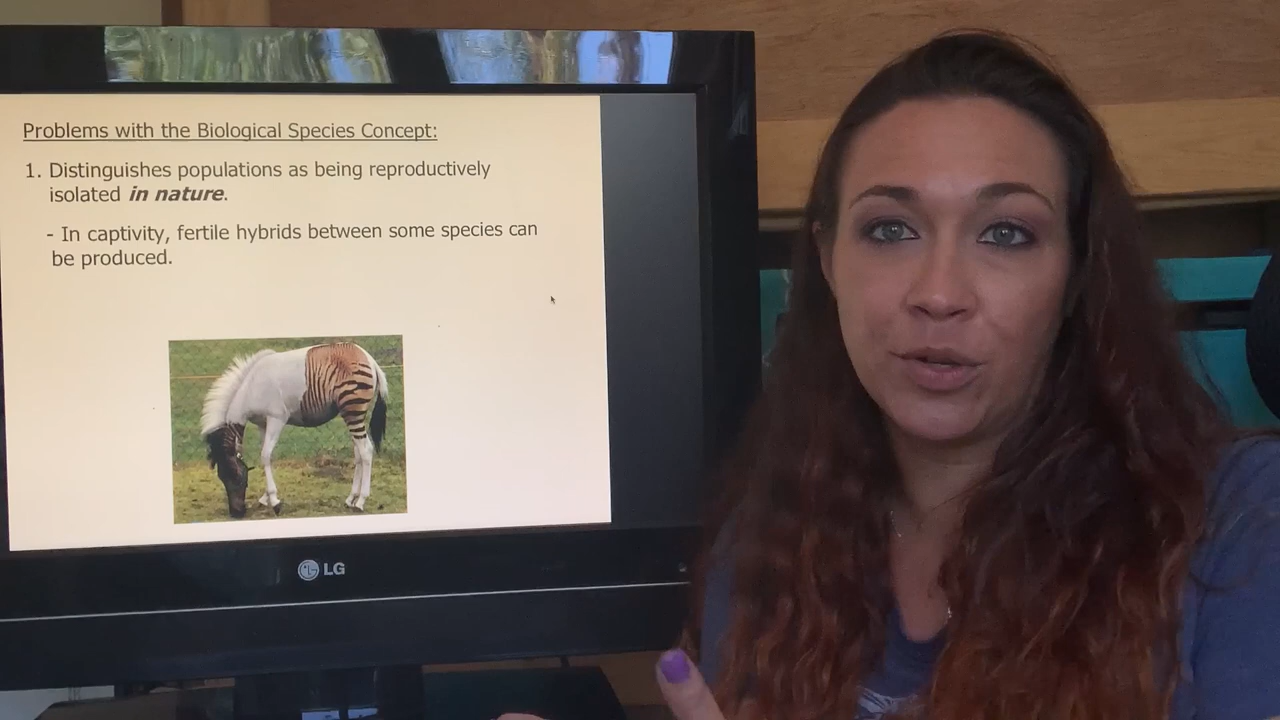 Problems with the Biological Species Concept:
1. Distinguishes populations as being reproductively
isolated in nature.
- In captivity, fertile hybrids between some species can
be produced.
LG